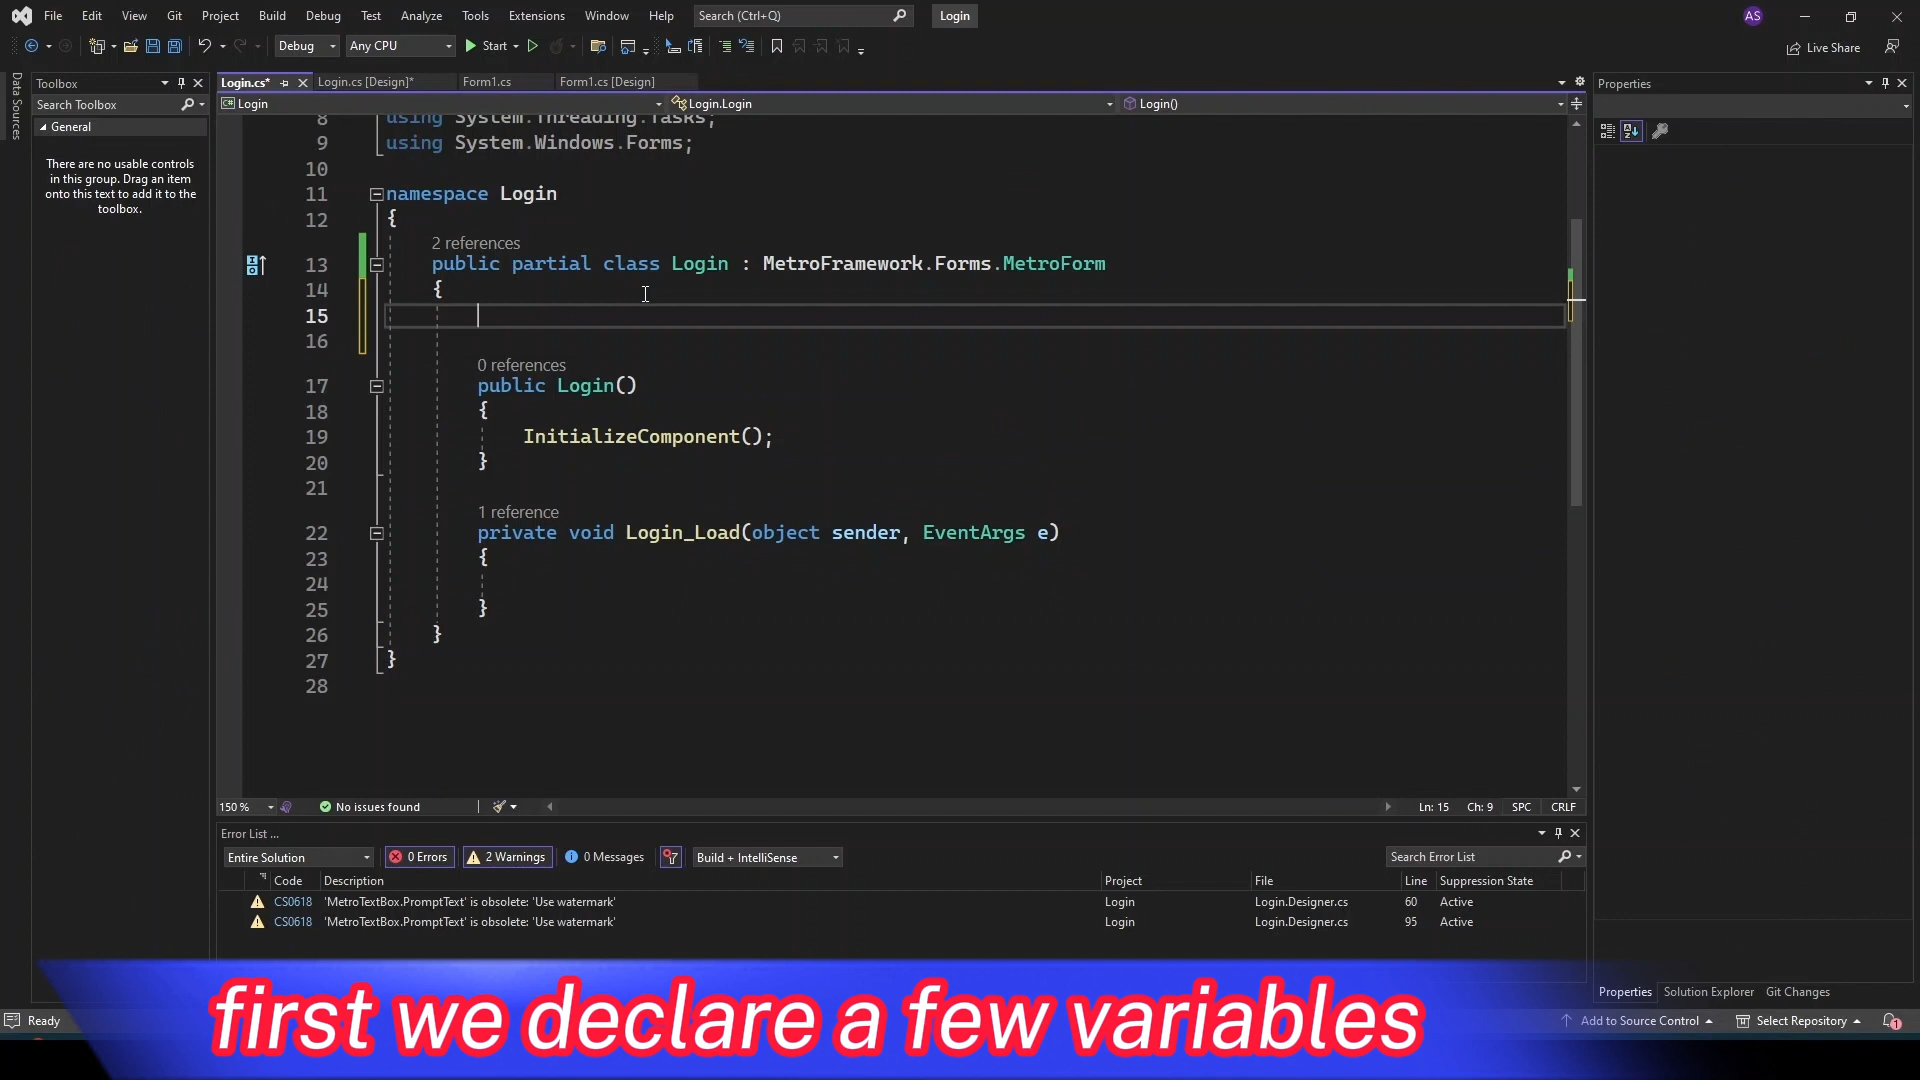 File Edit View Git Project Build Debug Test Analyze Tools Extensions Window Help Search (Ctrl+Q) Login AS
Debug Any CPU Start Live Share
Data Sources
Toolbox
Search Toolbox
General
There are no usable controls
in this group. Drag an item
onto this text to add it to the
toolbox.
Login.cs* Login.cs [Design]* Form1.cs Form1.cs [Design]
Login Login.Login Login()
8 using System.Threading.Tasks;
9 using System.Windows.Forms;
10
11 namespace Login
12 {
2 references
13 public partial class Login : MetroFramework.Forms.MetroForm
14 {
15
16
0 references
17 public Login()
18 {
19 InitializeComponent();
20 }
21
1 reference
22 private void Login_Load(object sender, EventArgs e)
23 {
24
25 }
26 }
27 }
28
150 % No issues found Ln: 15 Ch: 9 SPC CRLF
Error List ...
Entire Solution 0 Errors 2 Warnings 0 Messages Build + IntelliSense Search Error List
Code Description Project File Line Suppression State
CS0618 'MetroTextBox.PromptText' is obsolete: 'Use watermark' Login Login.Designer.cs 60 Active
CS0618 'MetroTextBox.PromptText' is obsolete: 'Use watermark' Login Login.Designer.cs 95 Active
Properties
Properties Solution Explorer Git Changes
Ready Add to Source Control Select Repository 1
first we declare a few variables